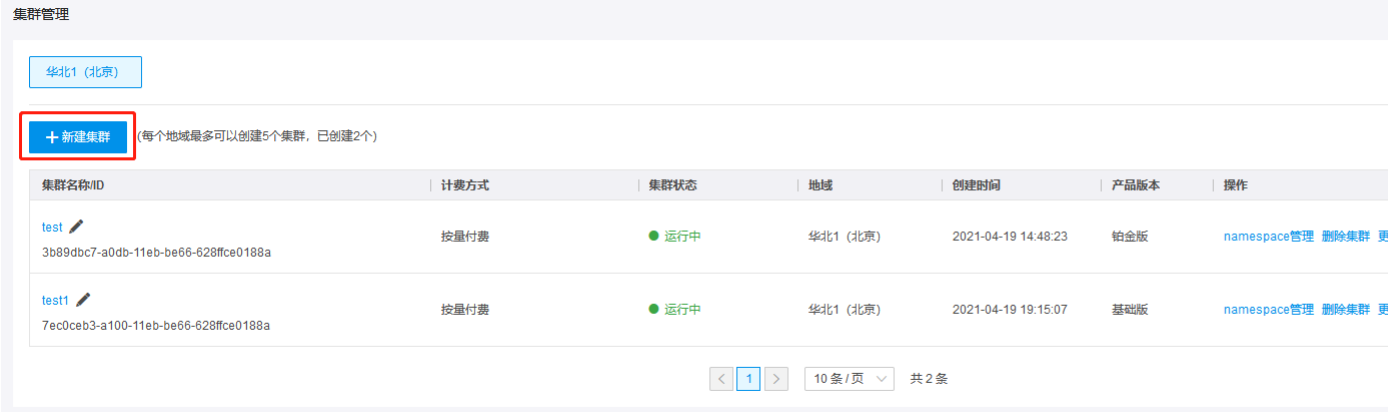 集群管理
华北1（北京）
+ 新建集群 (每个地域最多可以创建5个集群，已创建2个)
集群名称/ID 计费方式 集群状态 地域 创建时间 产品版本 操作
test
3b89dbc7-a0db-11eb-be66-628ffce0188a
按量付费 运行中 华北1（北京） 2021-04-19 14:48:23 铂金版 namespace管理 删除集群 更
test1
7ec0ceb3-a100-11eb-be66-628ffce0188a
按量付费 运行中 华北1（北京） 2021-04-19 19:15:07 基础版 namespace管理 删除集群 更
< 1 > 10 条 / 页 共 2 条